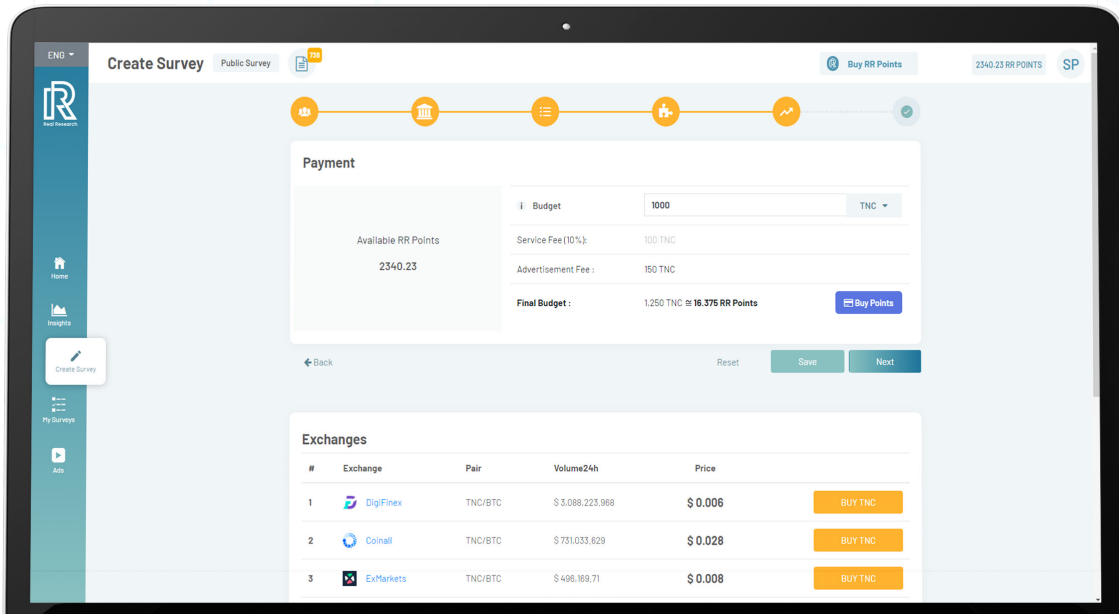 ENG
Create Survey
Public Survey
738
Buy RR Points
2340.23 RR POINTS
SP
Real Research
Home
Insights
Create Survey
My Surveys
Ads
Payment
Available RR Points
2340.23
i Budget 1000 TNC
Service Fee (10%): 100 TNC
Advertisement Fee : 150 TNC
Final Budget : 1,250 TNC ≅ 16.375 RR Points Buy Points
Back Reset Save Next
Exchanges
# Exchange Pair Volume24h Price
1 DigiFinex TNC/BTC $ 3,088,223,968 $ 0.006 BUY TNC
2 Coinall TNC/BTC $ 731,033,629 $ 0.028 BUY TNC
3 ExMarkets TNC/BTC $ 496,169,71 $ 0.008 BUY TNC